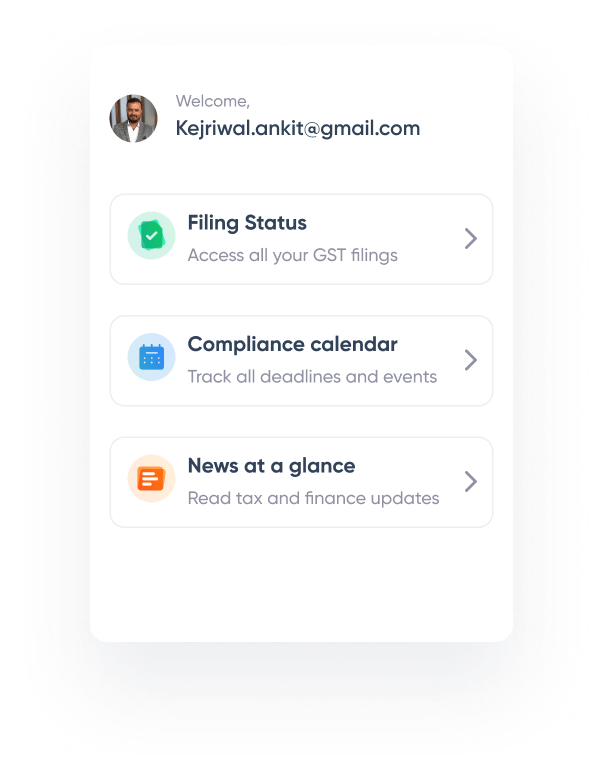 Welcome,
Kejriwal.ankit@gmail.com
Filing Status
Access all your GST filings
Compliance calendar
Track all deadlines and events
News at a glance
Read tax and finance updates